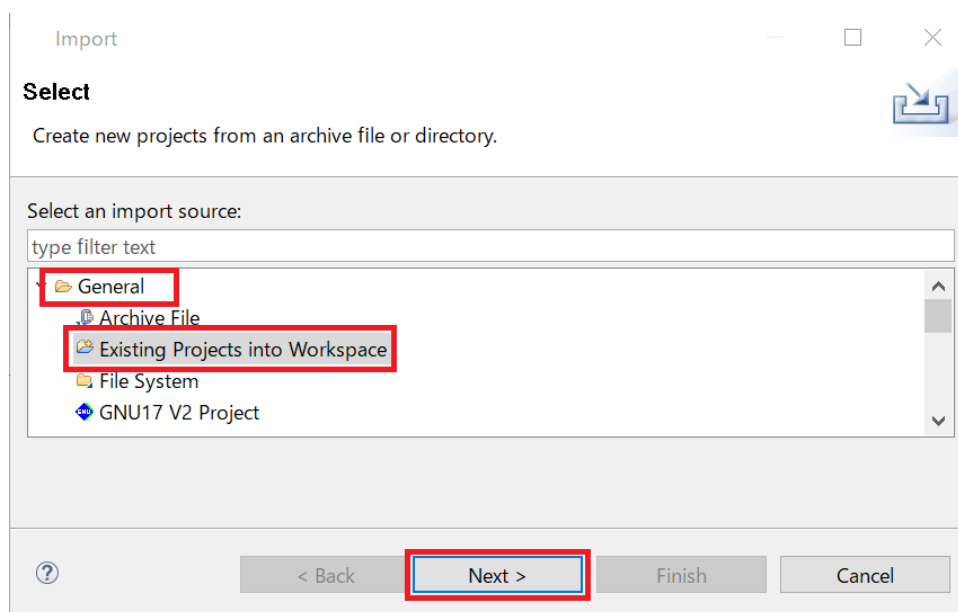 Import
Select
Create new projects from an archive file or directory.
Select an import source:
type filter text
General
Archive File
Existing Projects into Workspace
File System
GNU17 V2 Project
? < Back Next > Finish Cancel